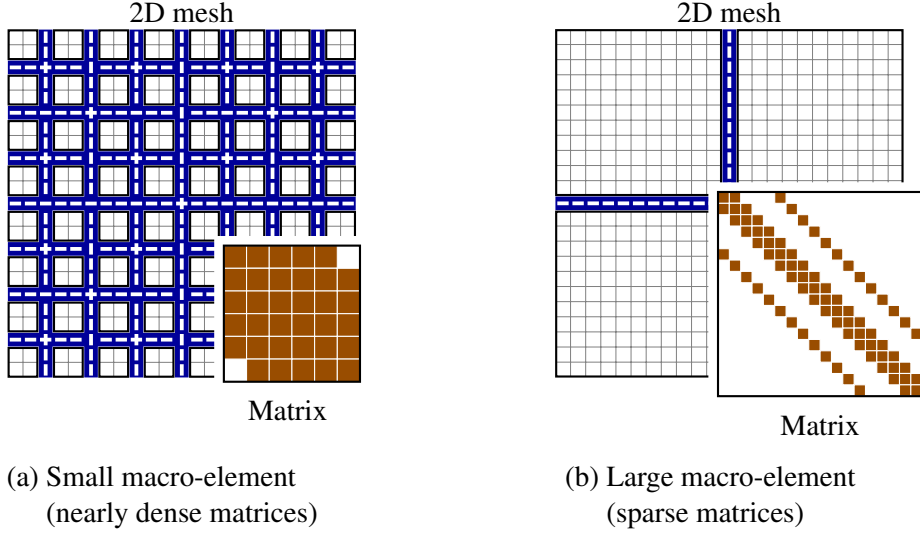 2D mesh
2D mesh
Matrix
Matrix
(a) Small macro-element
(nearly dense matrices)
(b) Large macro-element
(sparse matrices)